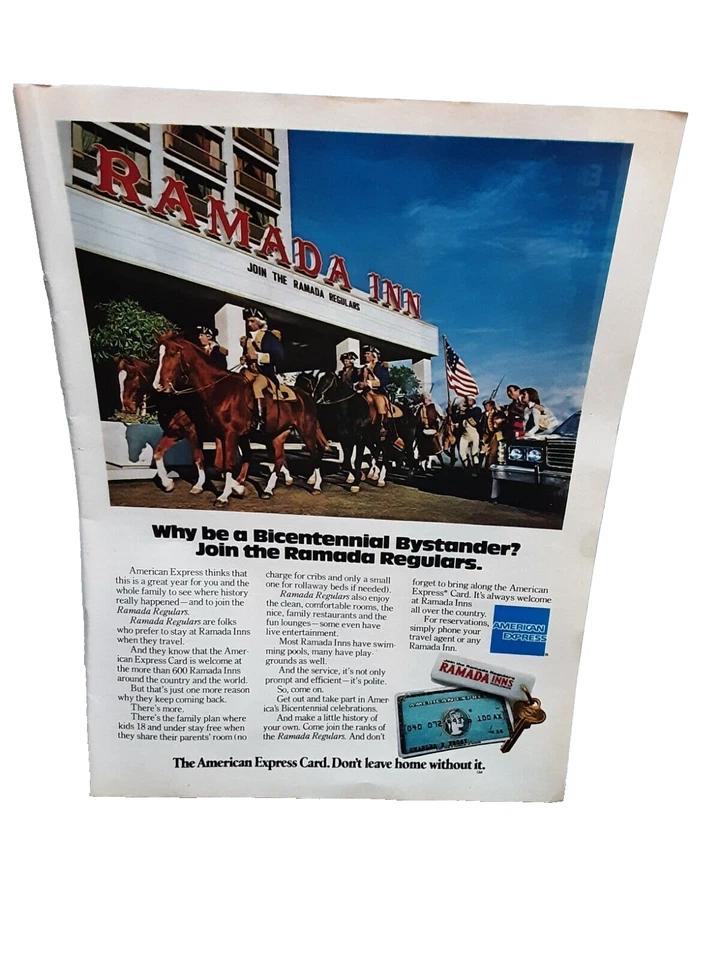 RAMADA INN
JOIN THE RAMADA REGULARS
Why be a Bicentennial Bystander?
Join the Ramada Regulars.
American Express thinks that
this is a great year for you and the
whole family to see where history
really happened—and to join the
Ramada Regulars.
Ramada Regulars are folks
who prefer to stay at Ramada Inns
when they travel.
And they know that the Amer-
ican Express Card is welcome at
the more than 600 Ramada Inns
around the country and the world.
But that's just one more reason
why they keep coming back.
There's more.
There's the family plan where
kids 18 and under stay free when
they share their parents' room (no
charge for cribs and only a small
one for rollaway beds if needed).
Ramada Regulars also enjoy
the clean, comfortable rooms, the
nice, family restaurants and the
fun lounges—some even have
live entertainment.
Most Ramada Inns have swim-
ming pools, many have play-
grounds as well.
And the service, it's not only
prompt and efficient—it's polite.
So, come on.
Get out and take part in Amer-
ica's Bicentennial celebrations.
And make a little history of
your own. Come join the ranks of
the Ramada Regulars. And don't
forget to bring along the American
Express® Card. It's always welcome
at Ramada Inns
all over the country.
For reservations,
simply phone your
travel agent or any
Ramada Inn.
AMERICAN
EXPRESS
®
RAMADA INNS
AMERICAN EXPRESS
The American Express Card. Don't leave home without it.
SM